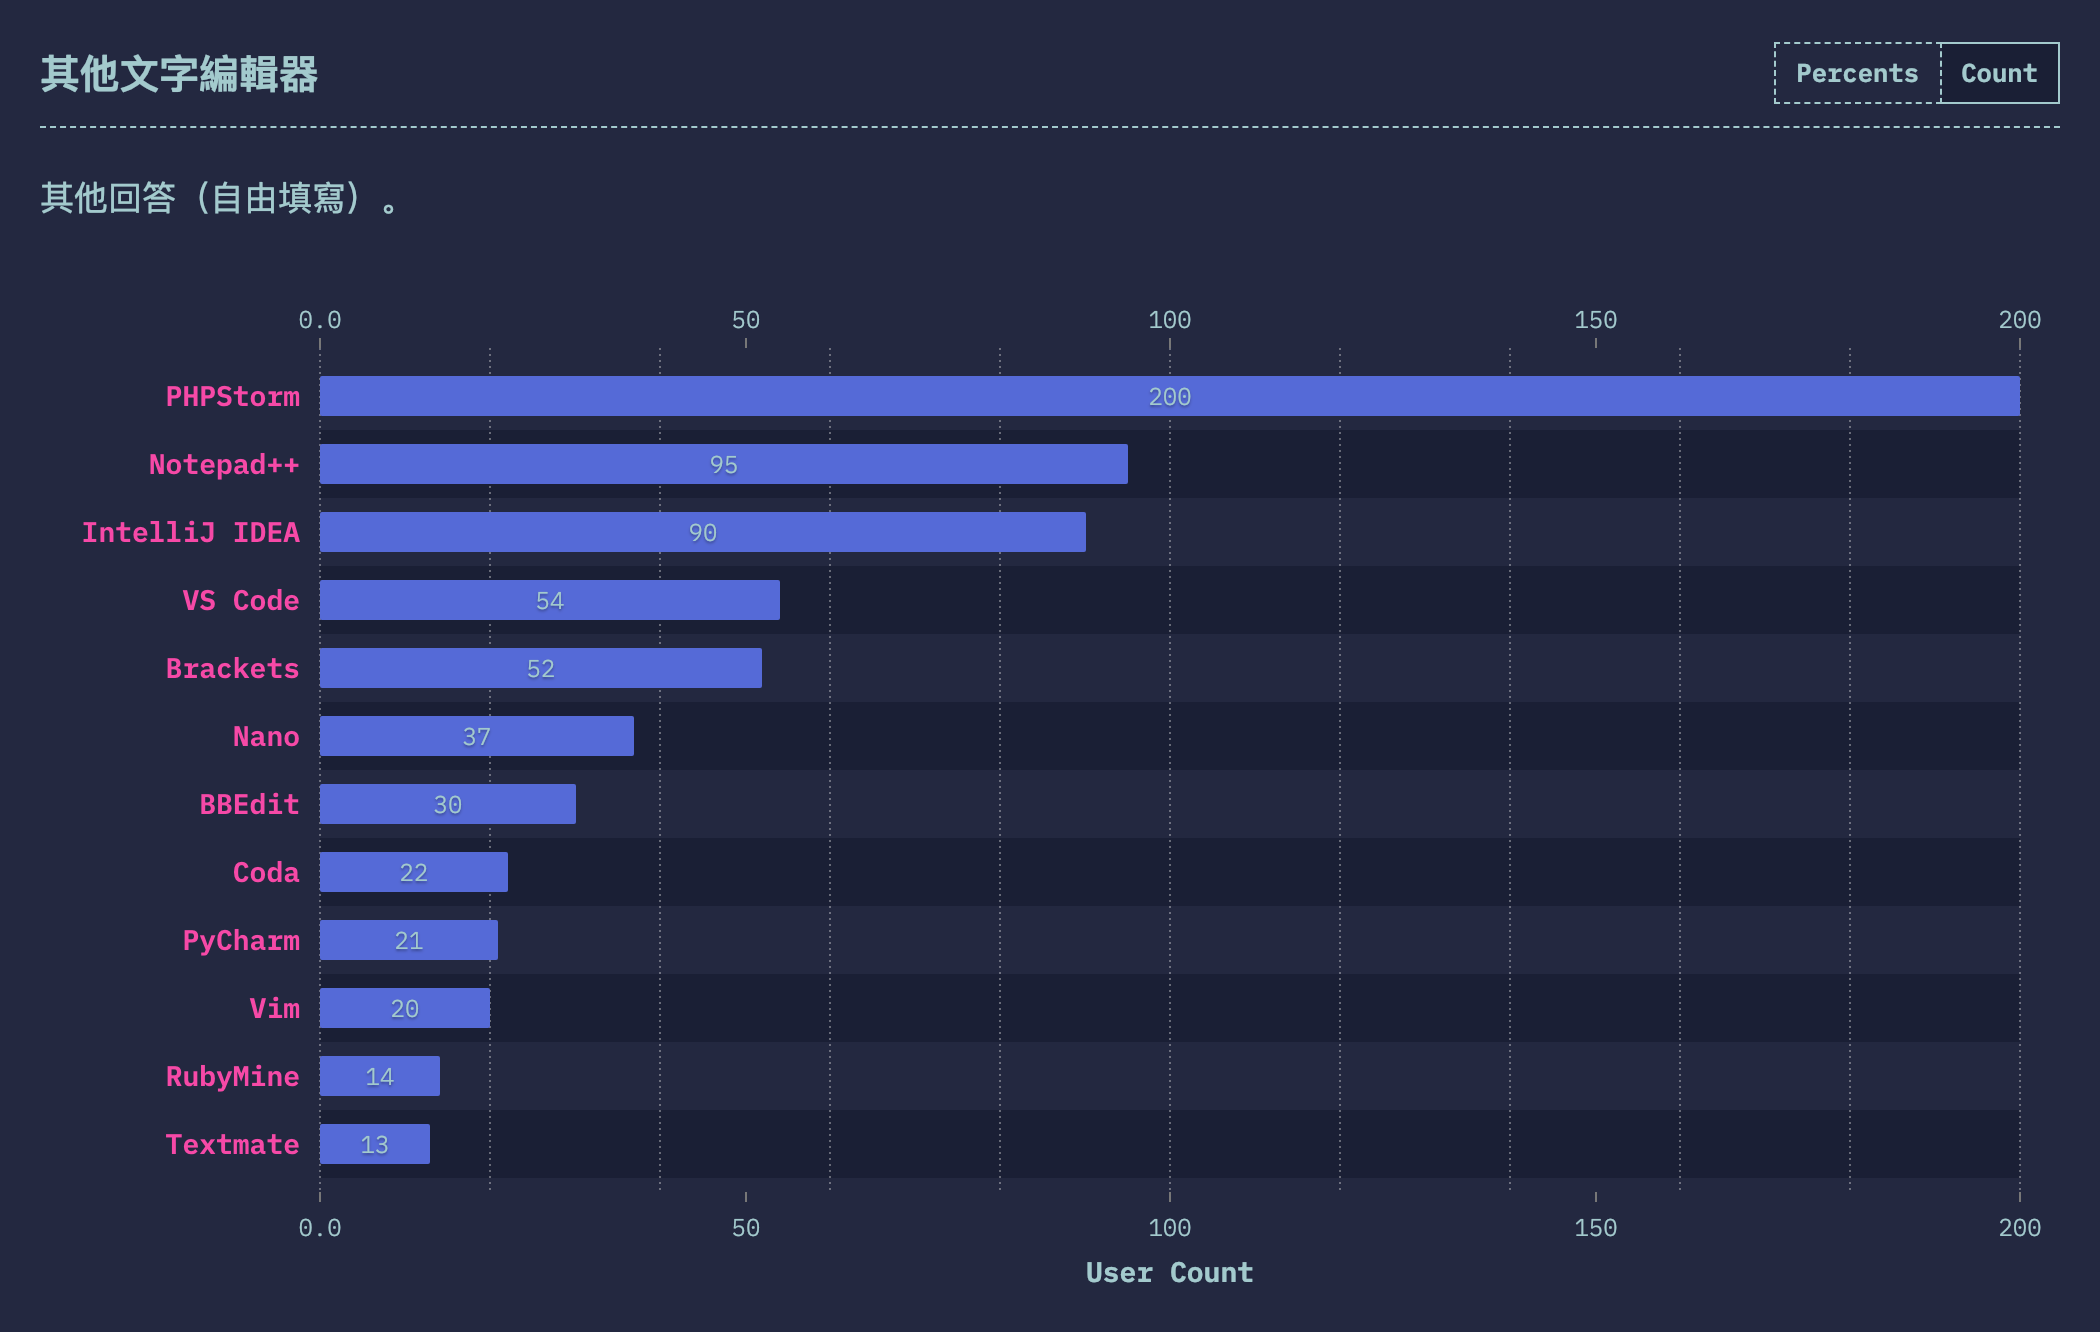 其他文字編輯器
Percents
Count
其他回答（自由填寫）。
0.0 50 100 150 200
PHPStorm 200
Notepad++ 95
IntelliJ IDEA 90
VS Code 54
Brackets 52
Nano 37
BBEdit 30
Coda 22
PyCharm 21
Vim 20
RubyMine 14
Textmate 13
0.0 50 100 150 200
User Count